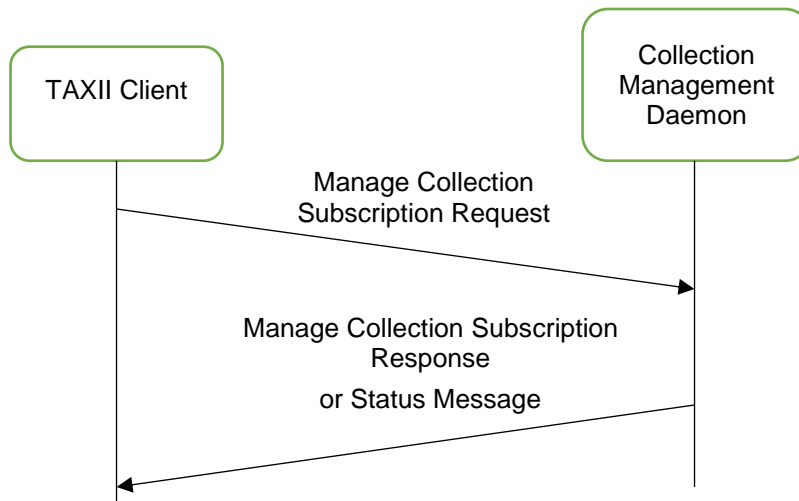 TAXII Client
Collection
Management
Daemon
Manage Collection
Subscription Request
Manage Collection Subscription
Response
or Status Message